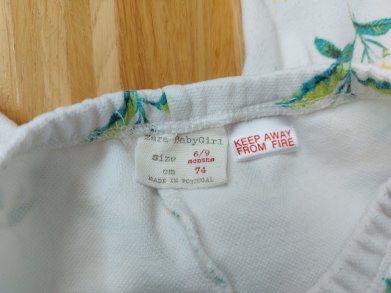 Zara BabyGirl
size 6/9 months
cm 74
MADE IN PORTUGAL
KEEP AWAY
FROM FIRE